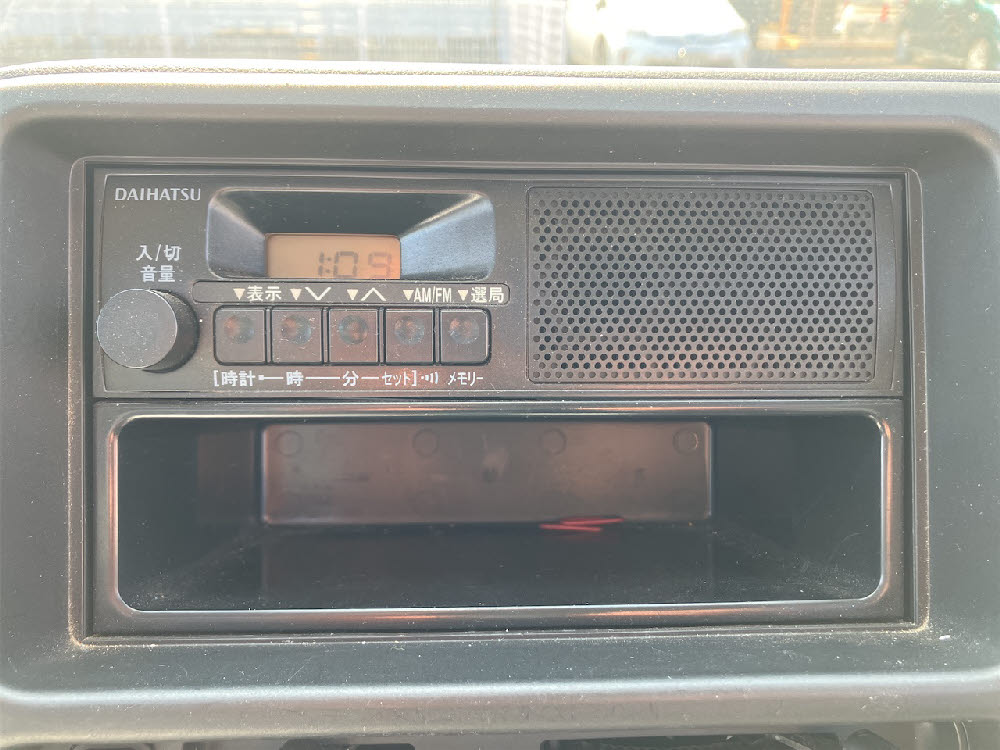 DAIHATSU
入/切
音量
1:09
▼表示 ▼﹀ ▼︿ ▼AM/FM ▼選局
[時計 時 分 セット] メモリー